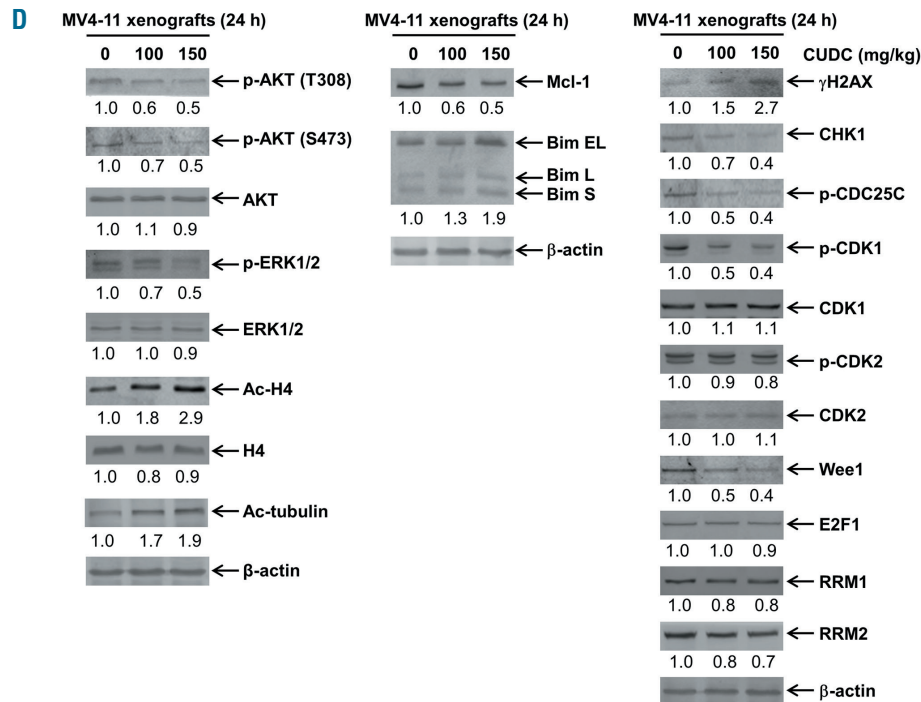 D
MV4-11 xenografts (24 h)
0 100 150
p-AKT (T308)
1.0 0.6 0.5
p-AKT (S473)
1.0 0.7 0.5
AKT
1.0 1.1 0.9
p-ERK1/2
1.0 0.7 0.5
ERK1/2
1.0 1.0 0.9
Ac-H4
1.0 1.8 2.9
H4
1.0 0.8 0.9
Ac-tubulin
1.0 1.7 1.9
β-actin
MV4-11 xenografts (24 h)
0 100 150
Mcl-1
1.0 0.6 0.5
Bim EL
Bim L
Bim S
1.0 1.3 1.9
β-actin
MV4-11 xenografts (24 h)
0 100 150 CUDC (mg/kg)
γH2AX
1.0 1.5 2.7
CHK1
1.0 0.7 0.4
p-CDC25C
1.0 0.5 0.4
p-CDK1
1.0 0.5 0.4
CDK1
1.0 1.1 1.1
p-CDK2
1.0 0.9 0.8
CDK2
1.0 1.0 1.1
Wee1
1.0 0.5 0.4
E2F1
1.0 1.0 0.9
RRM1
1.0 0.8 0.8
RRM2
1.0 0.8 0.7
β-actin